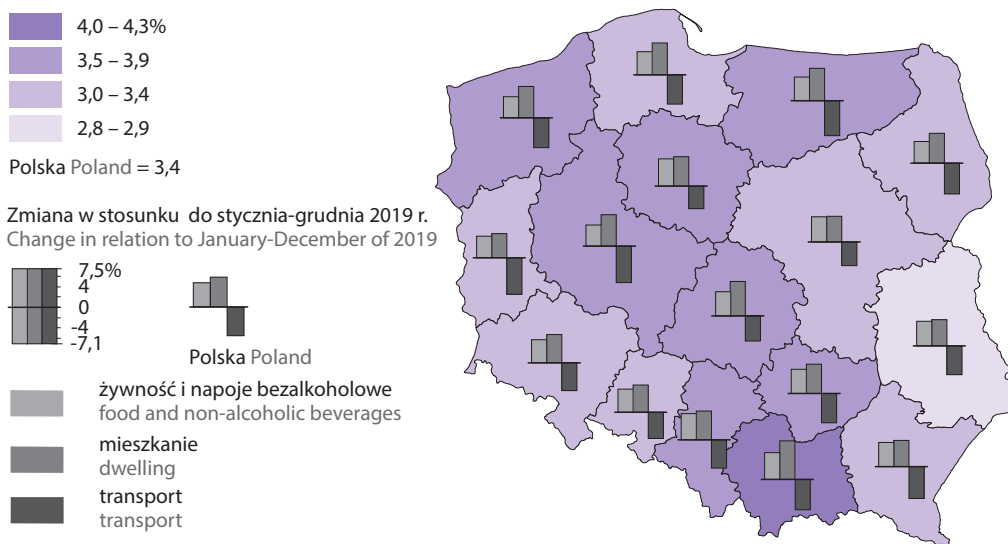 4,0 – 4,3%
3,5 – 3,9
3,0 – 3,4
2,8 – 2,9
Polska Poland = 3,4
Zmiana w stosunku do stycznia-grudnia 2019 r.
Change in relation to January-December of 2019
7,5%
4
0
-4
-7,1
Polska Poland
żywność i napoje bezalkoholowe
food and non-alcoholic beverages
mieszkanie
dwelling
transport
transport